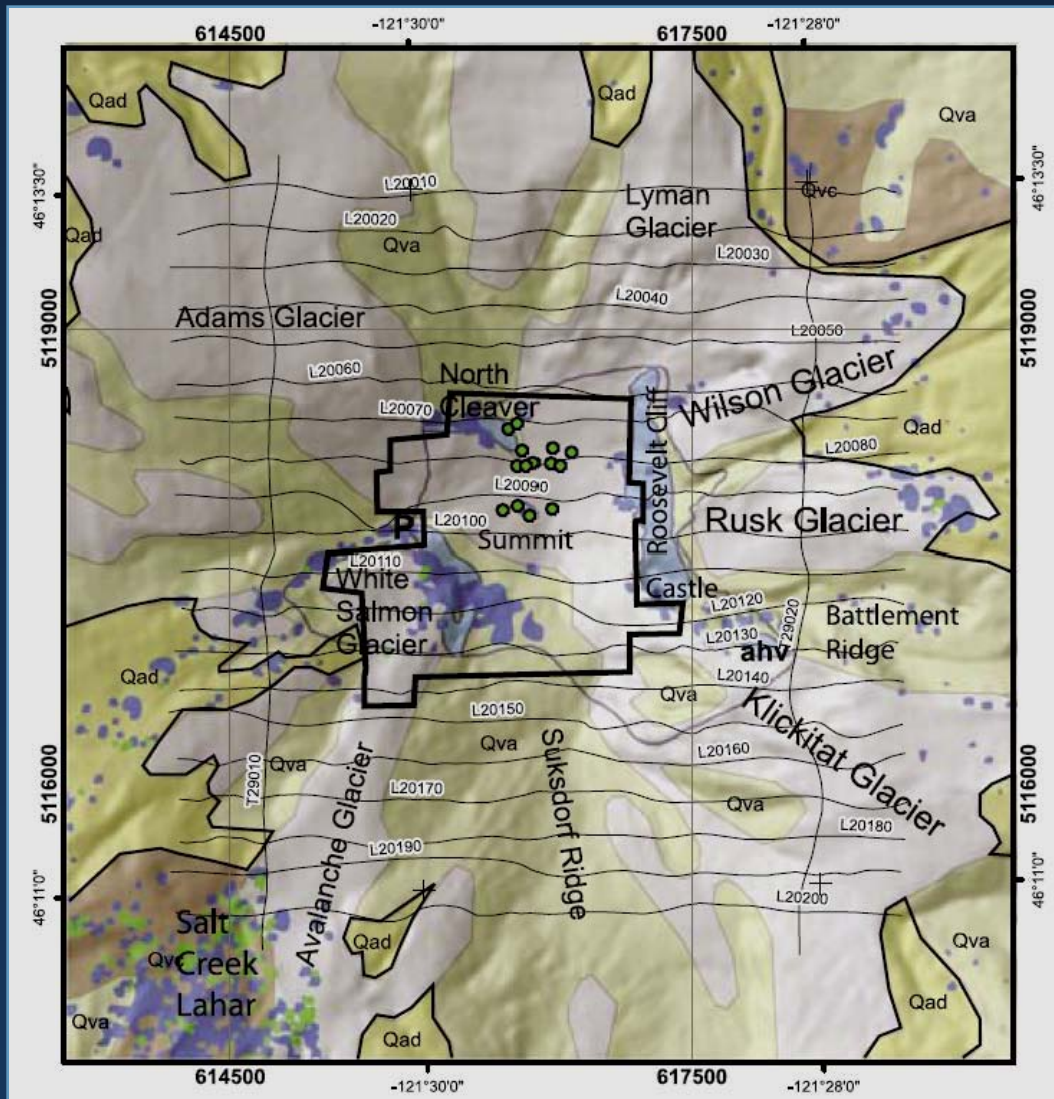 -121°30'0"
-121°28'0"
614500
617500
Qad
Qad
Qva
46°13'30"
46°13'30"
L20010
Lyman
Glacier
Qvc
L20020
Qad
Qva
L20030
L20040
5119000
5119000
Adams Glacier
L20050
L20060
North
Cleaver
Wilson Glacier
L20070
Roosevelt Cliff
Qad
L20080
L20090
P
L20100
Summit
Rusk Glacier
L20110
White
Salmon
Glacier
Castle
L20120
T29020
Battlement
Ridge
L20130
ahv
Qad
L20140
Qva
Klickitat Glacier
L20150
Qva
Suksdorf Ridge
L20160
Qva
T29010
5116000
5116000
L20170
Qva
Avalanche Glacier
L20180
L20190
46°11'0"
46°11'0"
L20200
Salt
Creek
Lahar
Qvc
Qad
Qva
Qad
Qva
Qad
614500
617500
-121°30'0"
-121°28'0"